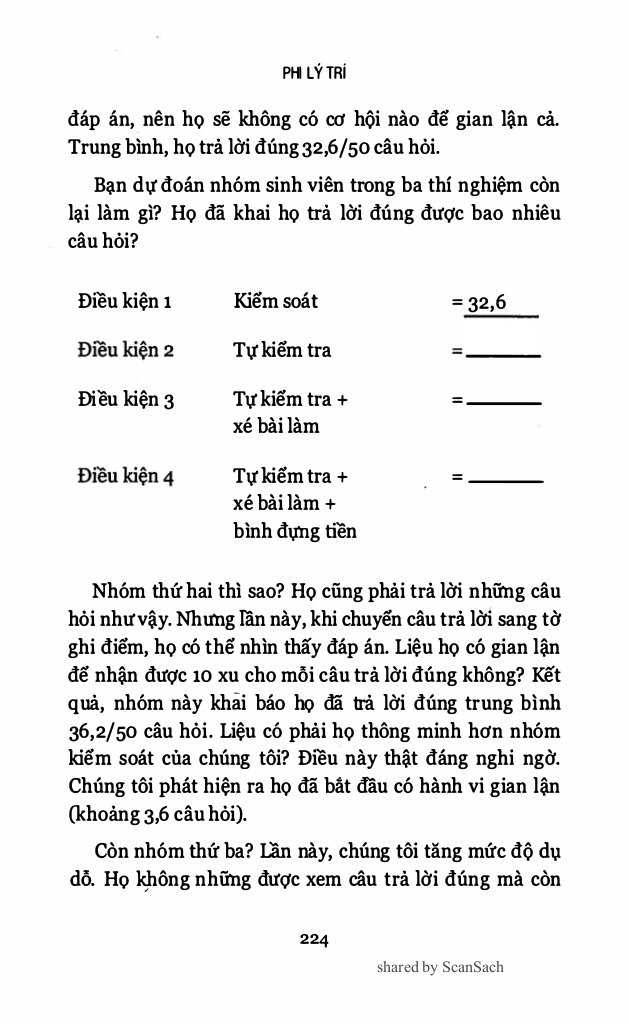 PHI LÝ TRÍ
đáp án, nên họ sẽ không có cơ hội nào để gian lận cả.
Trung bình, họ trả lời đúng 32,6/50 câu hỏi.
Bạn dự đoán nhóm sinh viên trong ba thí nghiệm còn
lại làm gì? Họ đã khai họ trả lời đúng được bao nhiêu
câu hỏi?
Điều kiện 1 Kiểm soát = 32,6
Điều kiện 2 Tự kiểm tra =
Điều kiện 3 Tự kiểm tra + =
xé bài làm
Điều kiện 4 Tự kiểm tra + =
xé bài làm +
bình đựng tiền
Nhóm thứ hai thì sao? Họ cũng phải trả lời những câu
hỏi như vậy. Nhưng lần này, khi chuyển câu trả lời sang tờ
ghi điểm, họ có thể nhìn thấy đáp án. Liệu họ có gian lận
để nhận được 10 xu cho mỗi câu trả lời đúng không? Kết
quả, nhóm này khai báo họ đã trả lời đúng trung bình
36,2/50 câu hỏi. Liệu có phải họ thông minh hơn nhóm
kiểm soát của chúng tôi? Điều này thật đáng nghi ngờ.
Chúng tôi phát hiện ra họ đã bắt đầu có hành vi gian lận
(khoảng 3,6 câu hỏi).
Còn nhóm thứ ba? Lần này, chúng tôi tăng mức độ dụ
dỗ. Họ không những được xem câu trả lời đúng mà còn
224
shared by ScanSach